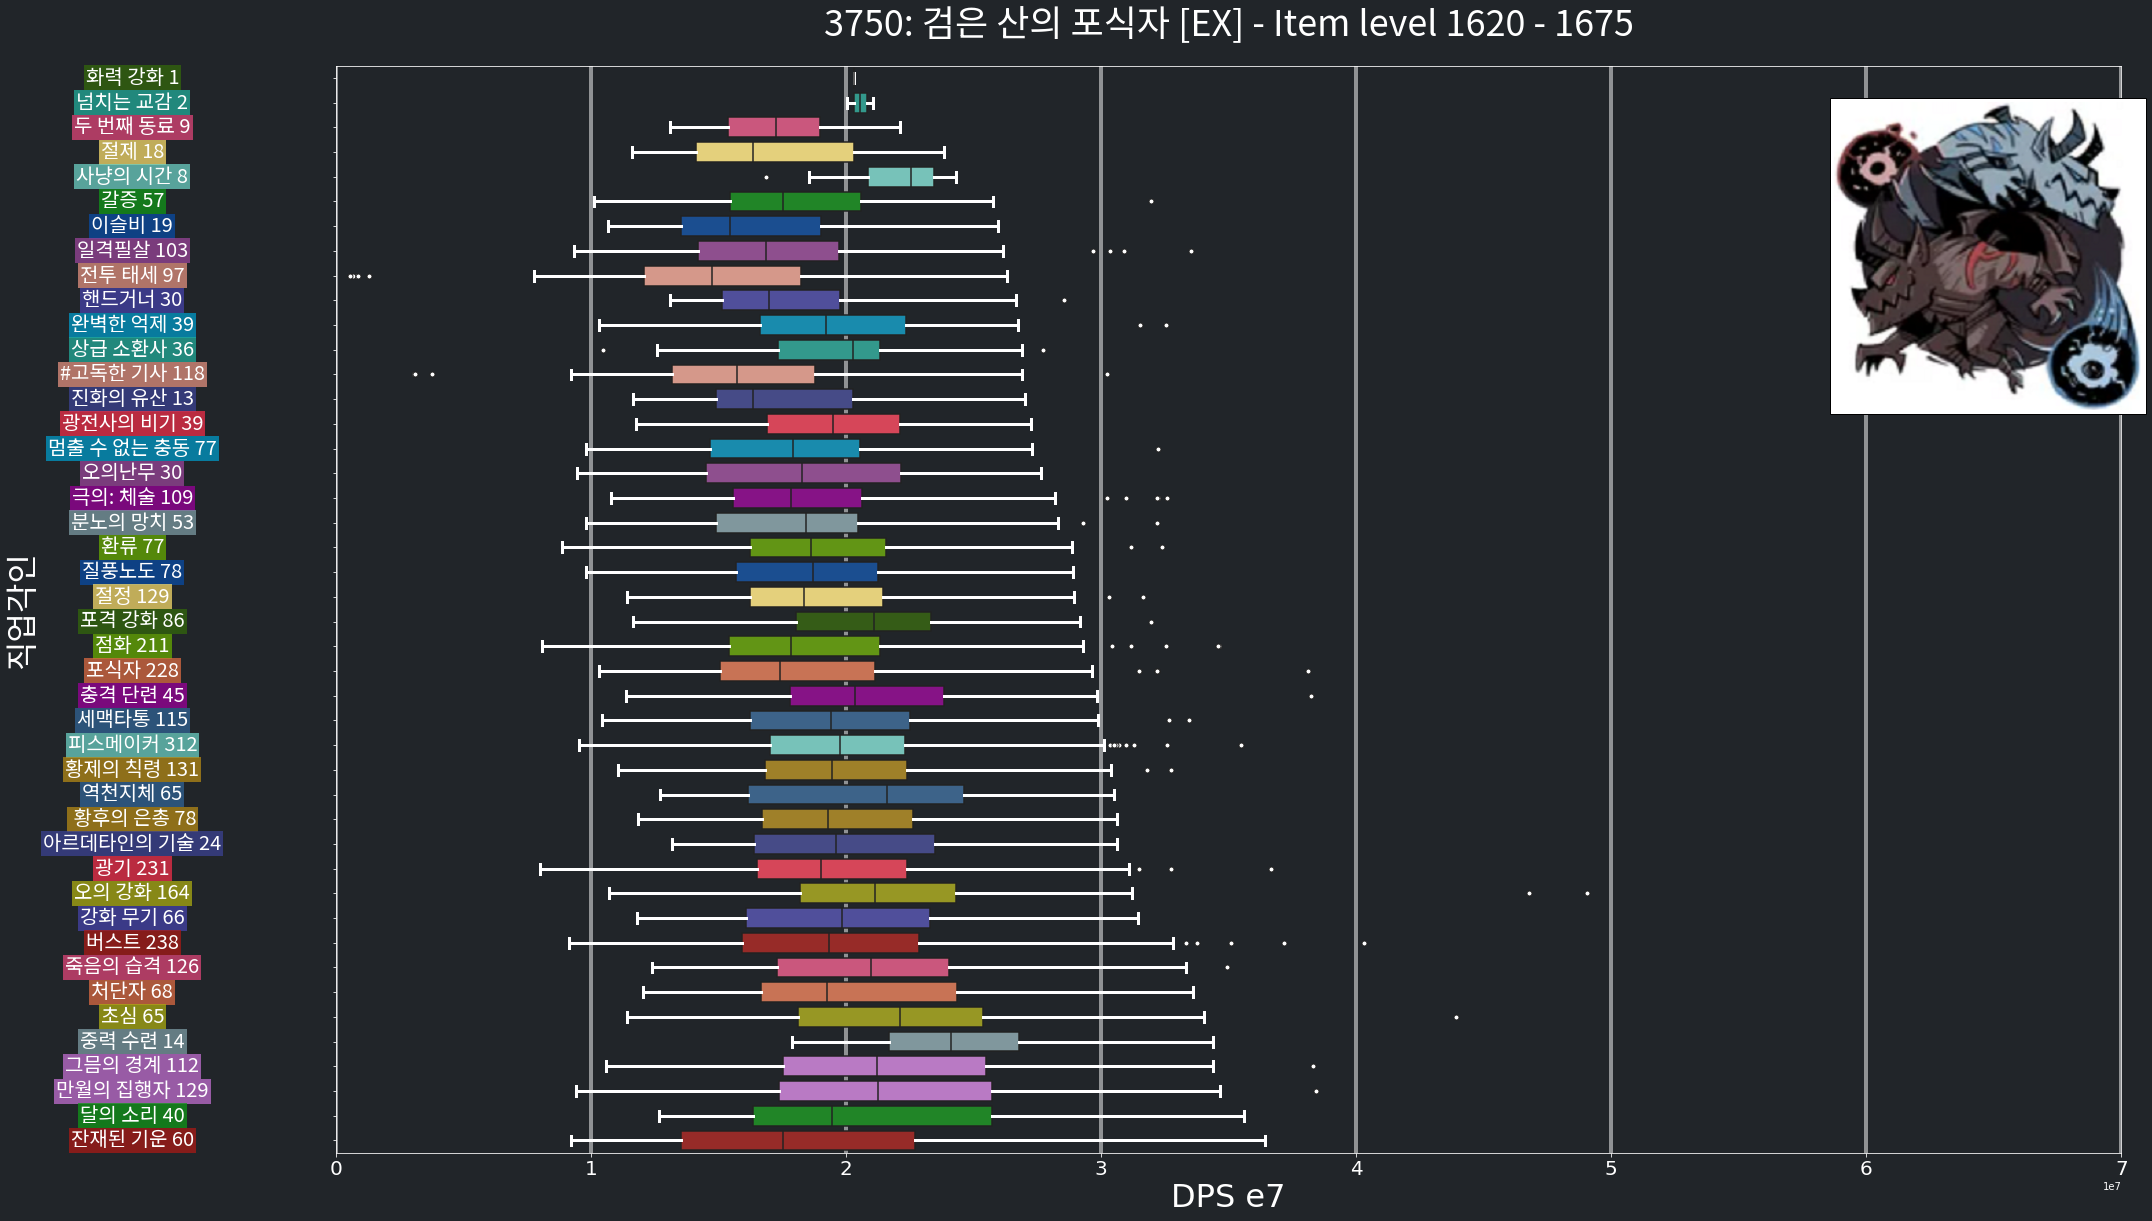 3750: 검은 산의 포식자 [EX] - Item level 1620 - 1675
화력 강화 1
넘치는 교감 2
두 번째 동료 9
절제 18
사냥의 시간 8
갈증 57
이슬비 19
일격필살 103
전투 태세 97
핸드거너 30
완벽한 억제 39
상급 소환사 36
#고독한 기사 118
진화의 유산 13
광전사의 비기 39
멈출 수 없는 충동 77
오의난무 30
극의: 체술 109
분노의 망치 53
환류 77
질풍노도 78
절정 129
포격 강화 86
점화 211
포식자 228
충격 단련 45
세맥타통 115
피스메이커 312
황제의 칙령 131
역천지체 65
황후의 은총 78
아르데타인의 기술 24
광기 231
오의 강화 164
강화 무기 66
버스트 238
죽음의 습격 126
처단자 68
초심 65
중력 수련 14
그믐의 경계 112
만월의 집행자 129
달의 소리 40
잔재된 기운 60
직업각인
0 1 2 3 4 5 6 7
1e7
DPS e7